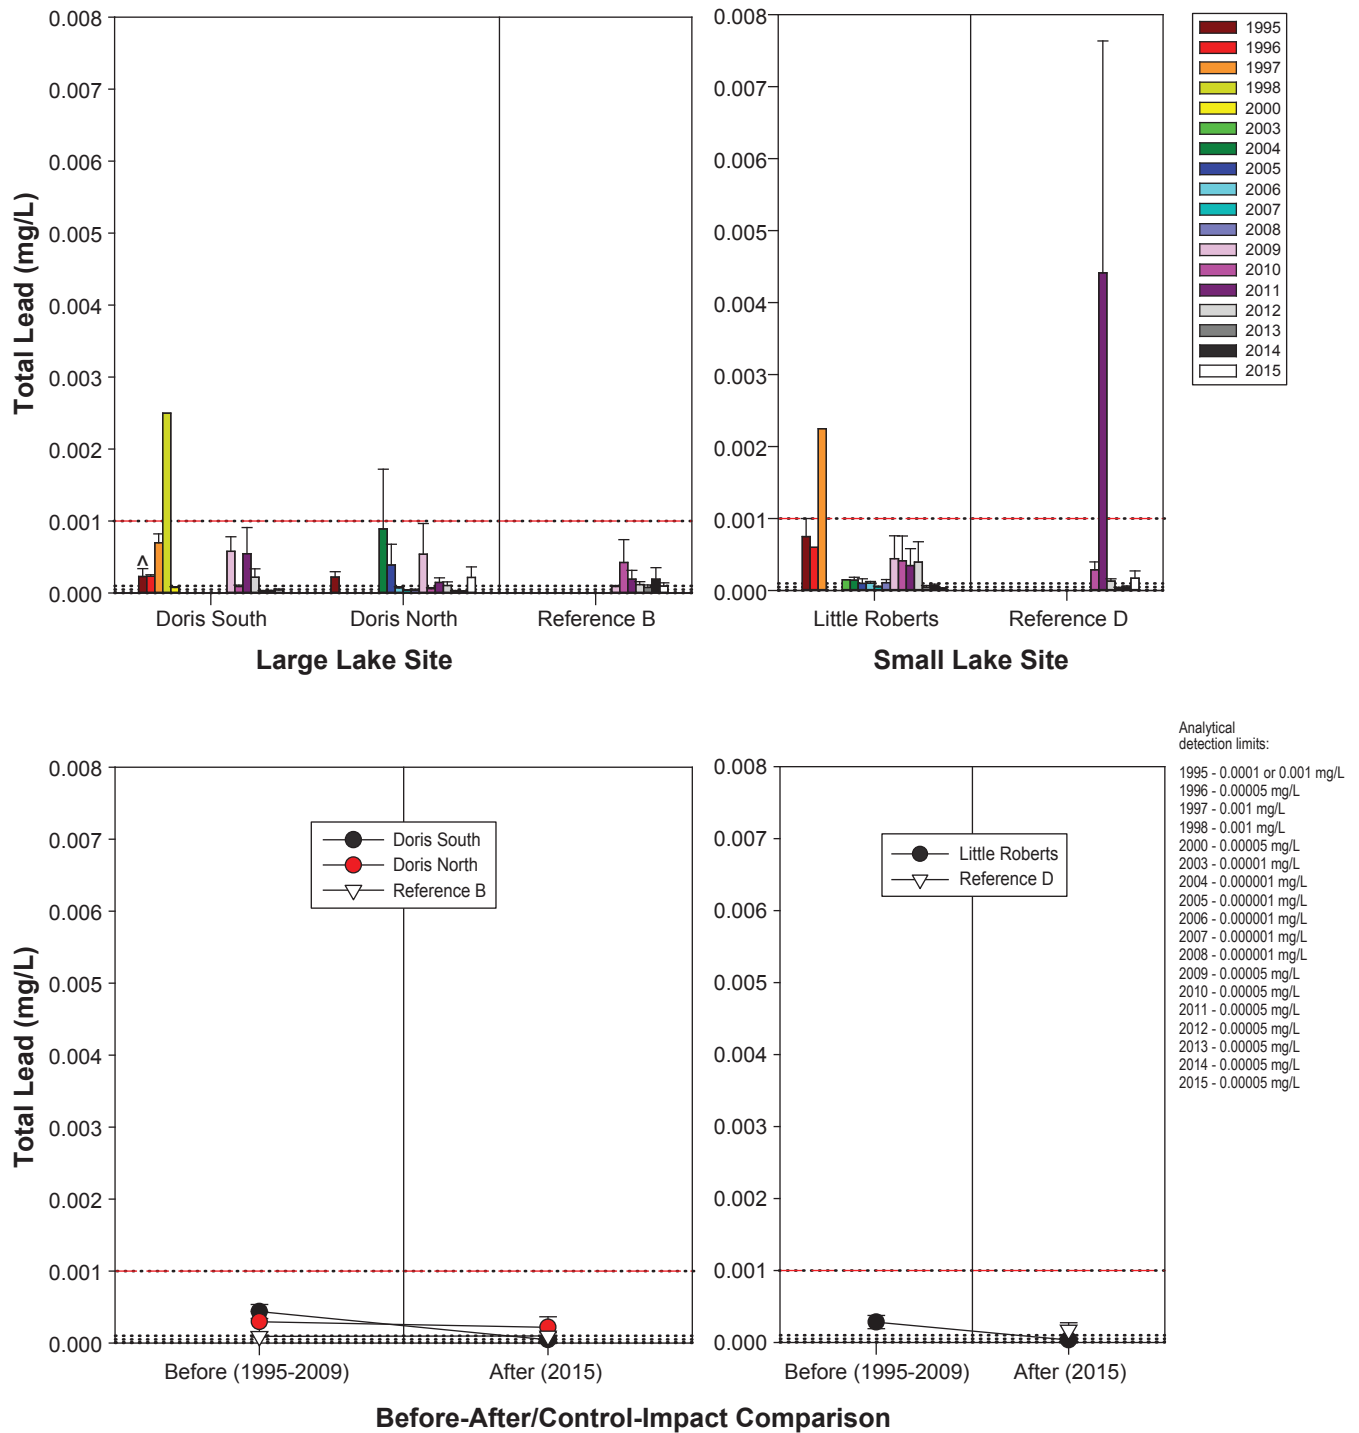 0.008
0.007
0.006
0.005
0.004
0.003
0.002
0.001
0.000
Total Lead (mg/L)
^
Doris South
Doris North
Reference B
Large Lake Site
0.008
0.007
0.006
0.005
0.004
0.003
0.002
0.001
0.000
Little Roberts
Reference D
Small Lake Site
1995
1996
1997
1998
2000
2003
2004
2005
2006
2007
2008
2009
2010
2011
2012
2013
2014
2015
0.008
0.007
0.006
0.005
0.004
0.003
0.002
0.001
0.000
Total Lead (mg/L)
Doris South
Doris North
Reference B
Before (1995-2009)
After (2015)
0.008
0.007
0.006
0.005
0.004
0.003
0.002
0.001
0.000
Little Roberts
Reference D
Before (1995-2009)
After (2015)
Before-After/Control-Impact Comparison
Analytical
detection limits:
1995 - 0.0001 or 0.001 mg/L
1996 - 0.00005 mg/L
1997 - 0.001 mg/L
1998 - 0.001 mg/L
2000 - 0.00005 mg/L
2003 - 0.00001 mg/L
2004 - 0.000001 mg/L
2005 - 0.000001 mg/L
2006 - 0.000001 mg/L
2007 - 0.000001 mg/L
2008 - 0.000001 mg/L
2009 - 0.00005 mg/L
2010 - 0.00005 mg/L
2011 - 0.00005 mg/L
2012 - 0.00005 mg/L
2013 - 0.00005 mg/L
2014 - 0.00005 mg/L
2015 - 0.00005 mg/L